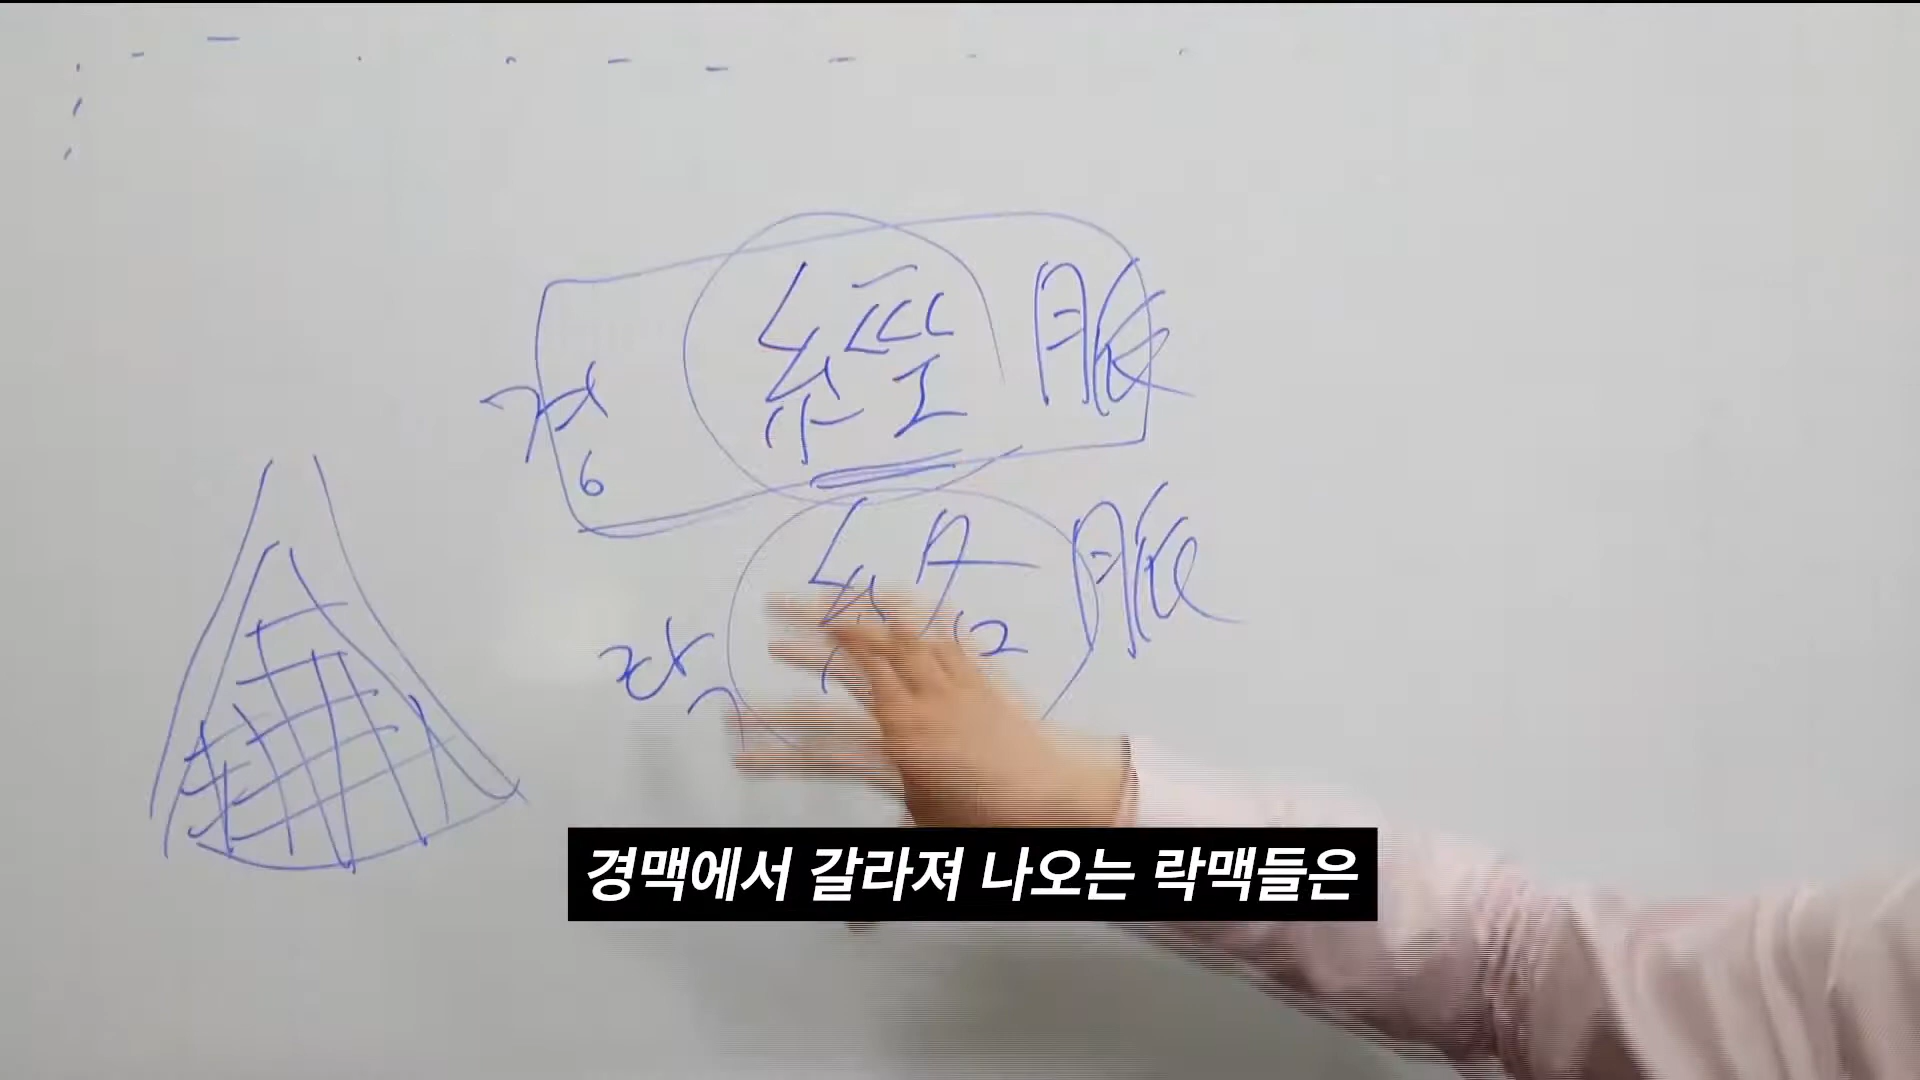 經脈
경
絡脈
락
경맥에서 갈라져 나오는 락맥들은